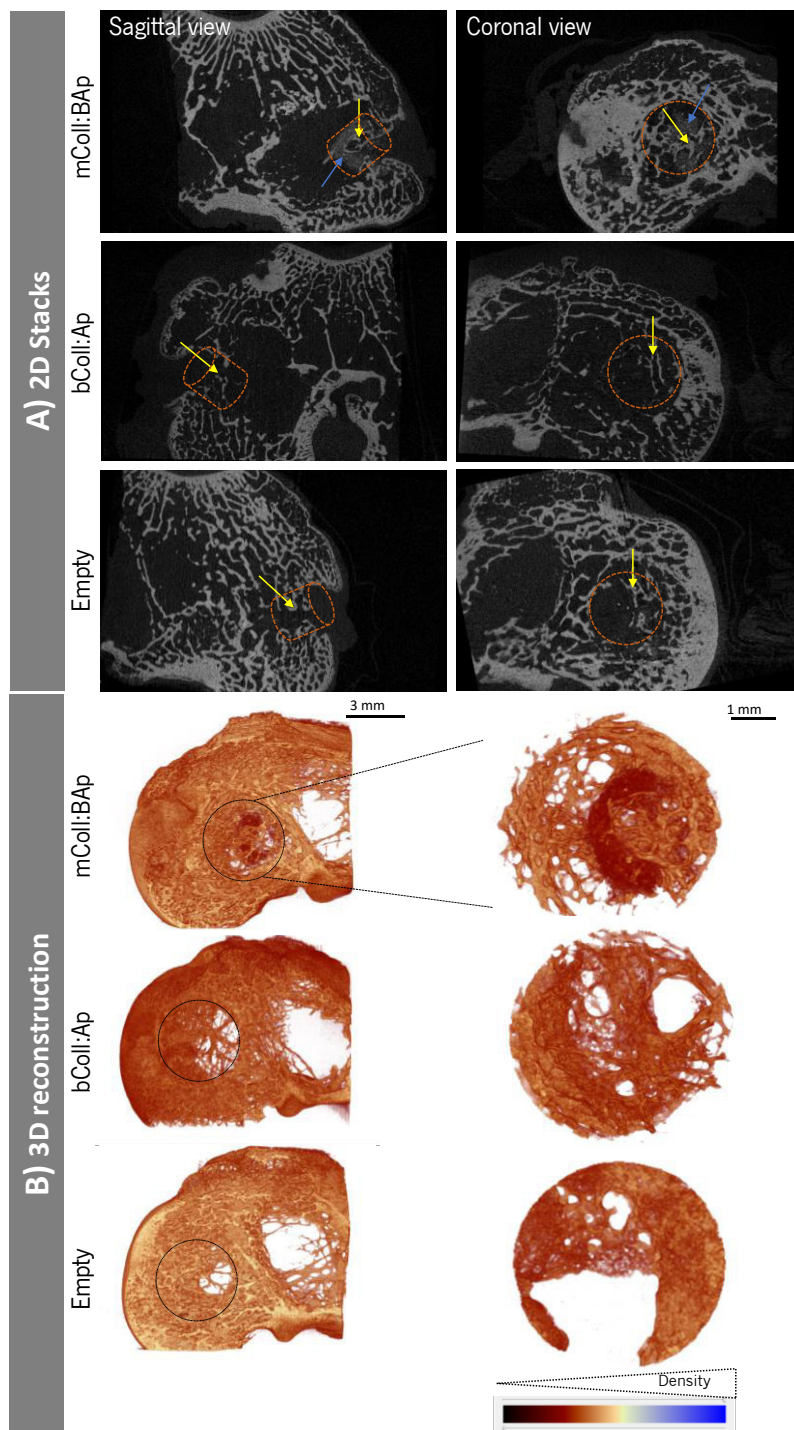 A) 2D Stacks
Sagittal view
Coronal view
mColl:BAp
bColl:Ap
Empty
B) 3D reconstruction
3 mm
1 mm
mColl:BAp
bColl:Ap
Empty
Density